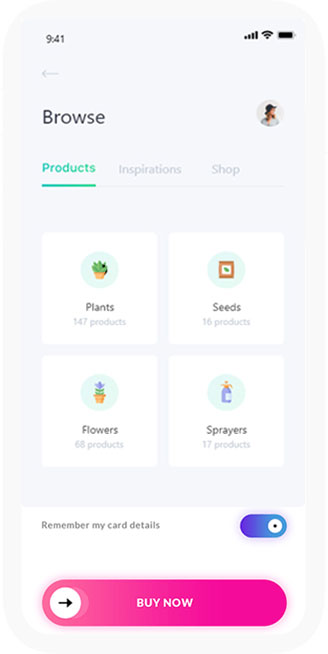 9:41
Browse
Products Inspirations Shop
Plants Seeds
147 products 16 products
Flowers Sprayers
68 products 17 products
Remember my card details
BUY NOW